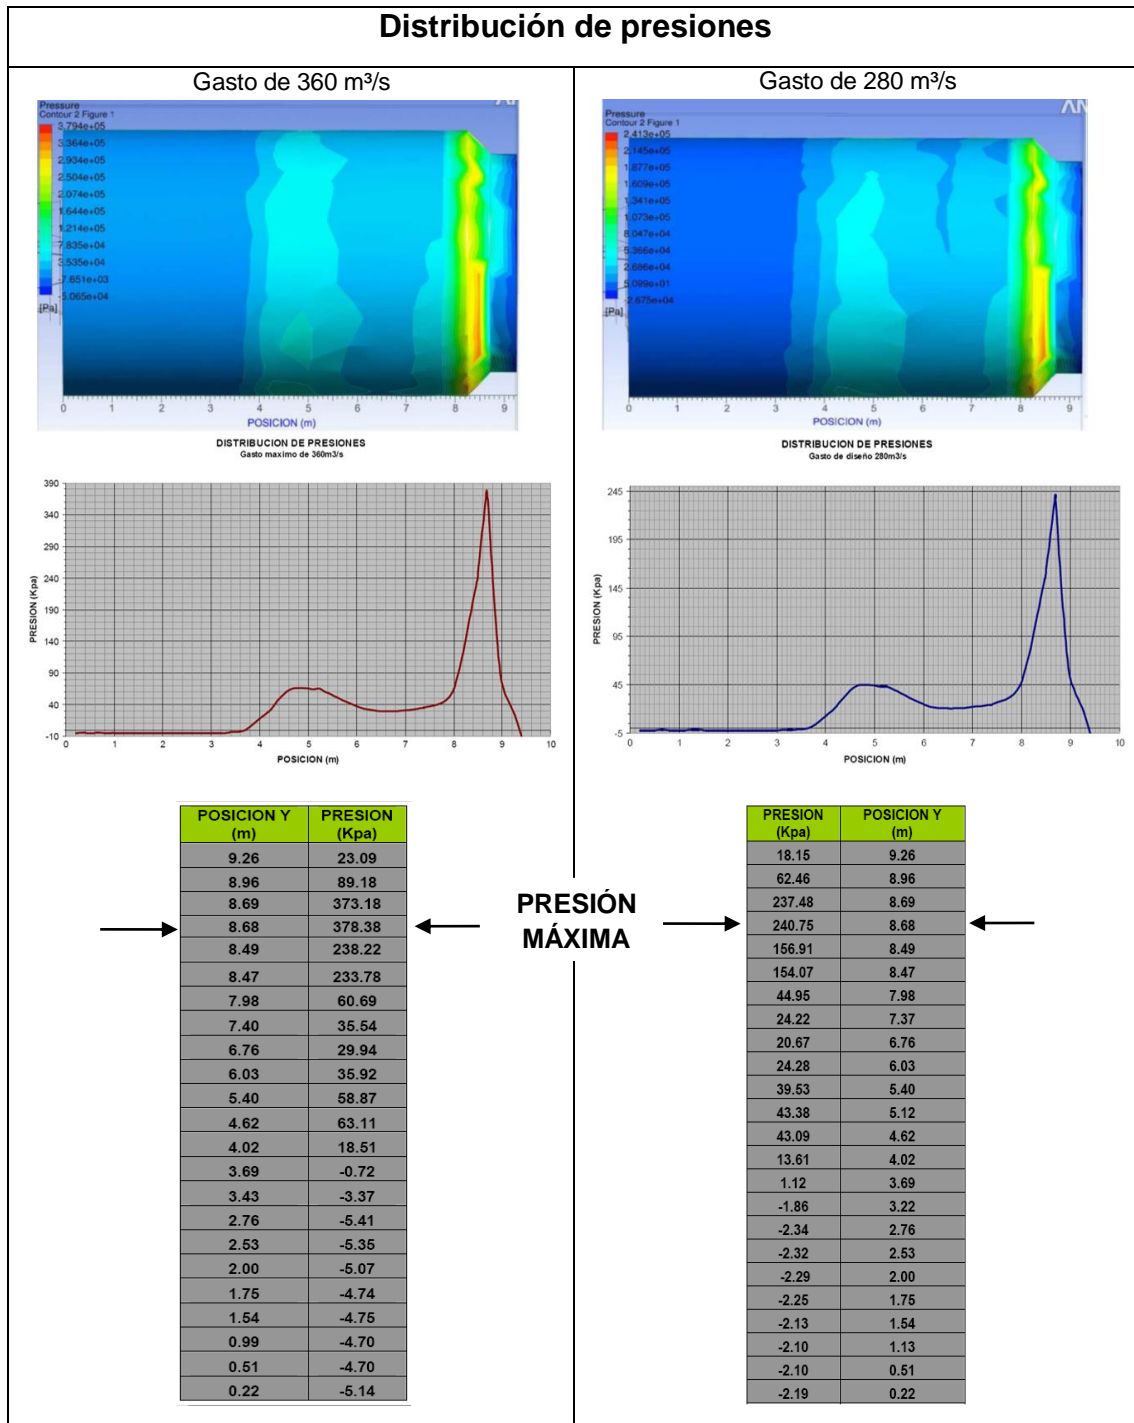 Distribución de presiones
Gasto de 360 m³/s
Pressure
Contour 2 Figure 1
3.794e+05
3.364e+05
2.934e+05
2.504e+05
2.074e+05
1.644e+05
1.214e+05
7.835e+04
3.535e+04
-7.651e+03
-5.065e+04
[Pa]
0 1 2 3 4 5 6 7 8 9
POSICION (m)
DISTRIBUCION DE PRESIONES
Gasto maximo de 360m3/s
390
340
290
240
190
140
90
40
-10
PRESION (Kpa)
0 1 2 3 4 5 6 7 8 9 10
POSICION (m)
POSICION Y (m) PRESION (Kpa)
9.26 23.09
8.96 89.18
8.69 373.18
8.68 378.38
8.49 238.22
8.47 233.78
7.98 60.69
7.40 35.54
6.76 29.94
6.03 35.92
5.40 58.87
4.62 63.11
4.02 18.51
3.69 -0.72
3.43 -3.37
2.76 -5.41
2.53 -5.35
2.00 -5.07
1.75 -4.74
1.54 -4.75
0.99 -4.70
0.51 -4.70
0.22 -5.14
PRESIÓN
MÁXIMA
Gasto de 280 m³/s
Pressure
Contour 2 Figure 1
2.413e+05
2.145e+05
1.877e+05
1.609e+05
1.341e+05
1.073e+05
8.047e+04
5.366e+04
2.686e+04
5.099e+01
-2.675e+04
[Pa]
0 1 2 3 4 5 6 7 8 9
POSICION (m)
DISTRIBUCION DE PRESIONES
Gasto de diseño 280m3/s
245
195
145
95
45
-5
PRESION (Kpa)
0 1 2 3 4 5 6 7 8 9 10
POSICION (m)
PRESION (Kpa) POSICION Y (m)
18.15 9.26
62.46 8.96
237.48 8.69
240.75 8.68
156.91 8.49
154.07 8.47
44.95 7.98
24.22 7.37
20.67 6.76
24.28 6.03
39.53 5.40
43.38 5.12
43.09 4.62
13.61 4.02
1.12 3.69
-1.86 3.22
-2.34 2.76
-2.32 2.53
-2.29 2.00
-2.25 1.75
-2.13 1.54
-2.10 1.13
-2.10 0.51
-2.19 0.22